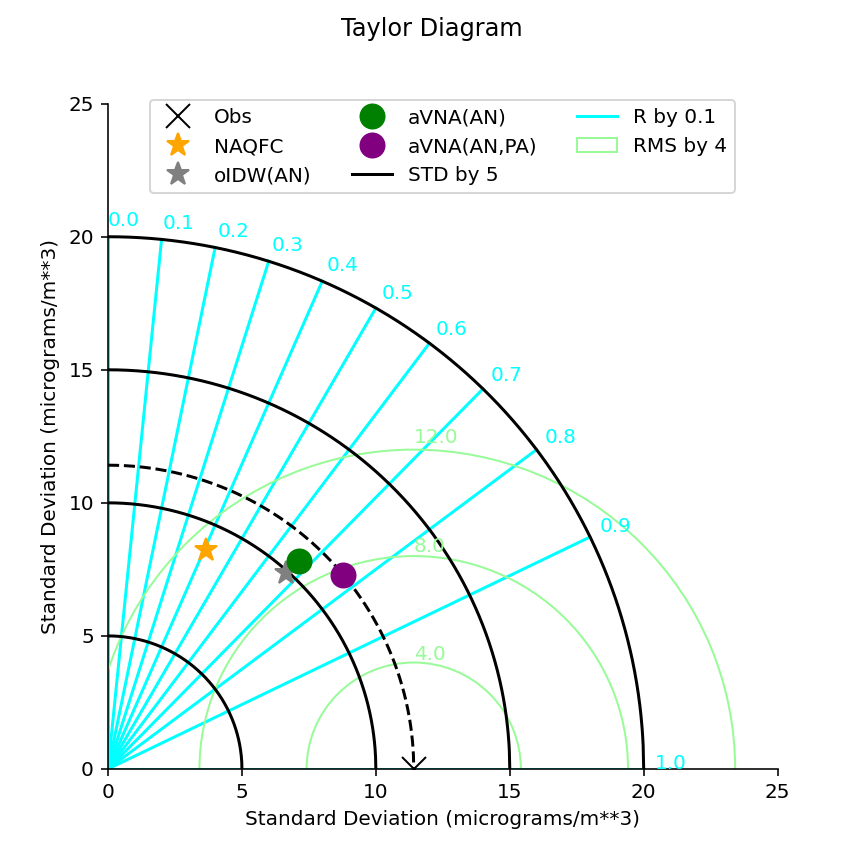 Taylor Diagram
25
Obs
aVNA(AN)
R by 0.1
NAQFC
aVNA(AN,PA)
RMS by 4
oIDW(AN)
STD by 5
0.0
0.1
0.2
0.3
0.4
0.5
0.6
0.7
0.8
0.9
1.0
12.0
8.0
4.0
20
15
10
5
0
Standard Deviation (micrograms/m**3)
0
5
10
15
20
25
Standard Deviation (micrograms/m**3)